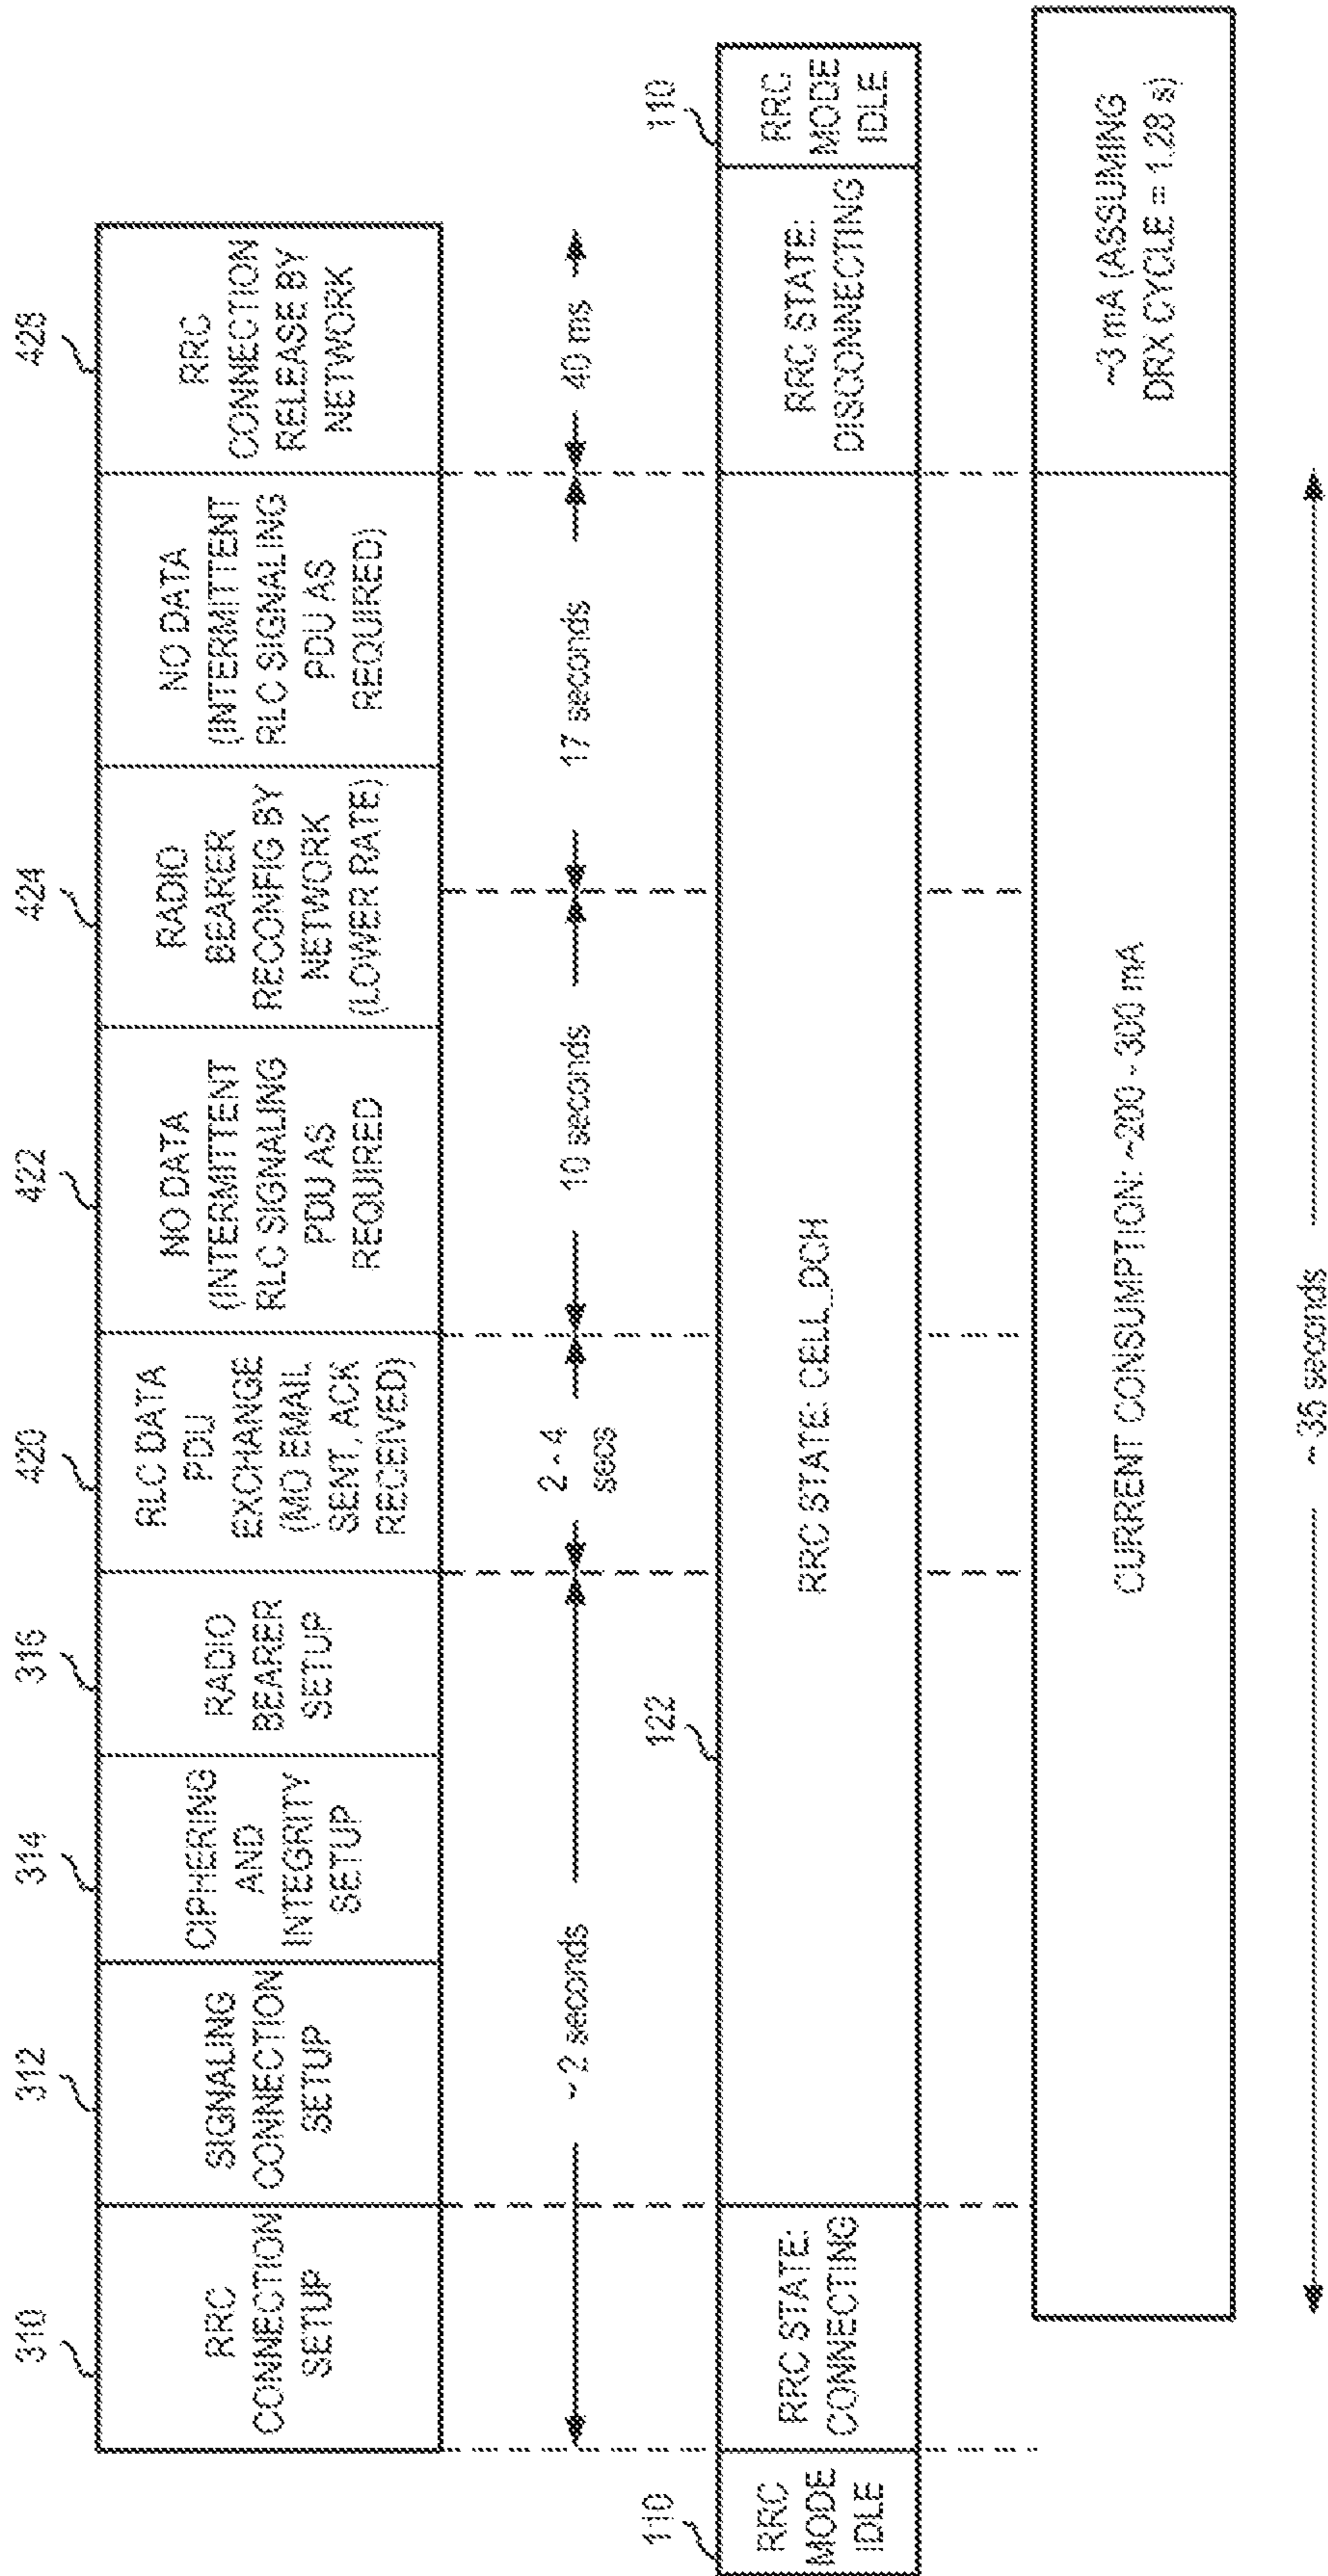 310
312
314
316
420
422
424
428
RRC
CONNECTION
SETUP
SIGNALING
CONNECTION
SETUP
CIPHERING
AND
INTEGRITY
SETUP
RADIO
BEARER
SETUP
RLC DATA
PDU
EXCHANGE
(MO EMAIL
SENT, ACK
RECEIVED)
NO DATA
(INTERMITTENT
RLC SIGNALING
PDU AS
REQUIRED
RADIO
BEARER
RECONFIG BY
NETWORK
(LOWER RATE)
NO DATA
(INTERMITTENT
RLC SIGNALING
PDU AS
REQUIRED)
RRC
CONNECTION
RELEASE BY
NETWORK
~2 seconds
2 - 4
secs
10 seconds
17 seconds
40 ms
110
122
110
RRC
MODE
IDLE
RRC STATE:
CONNECTING
RRC STATE: CELL_DCH
RRC STATE:
DISCONNECTING
RRC
MODE
IDLE
CURRENT CONSUMPTION: ~200 - 300 mA
~3 mA (ASSUMING
DRX CYCLE = 1.28 s)
~ 35 seconds